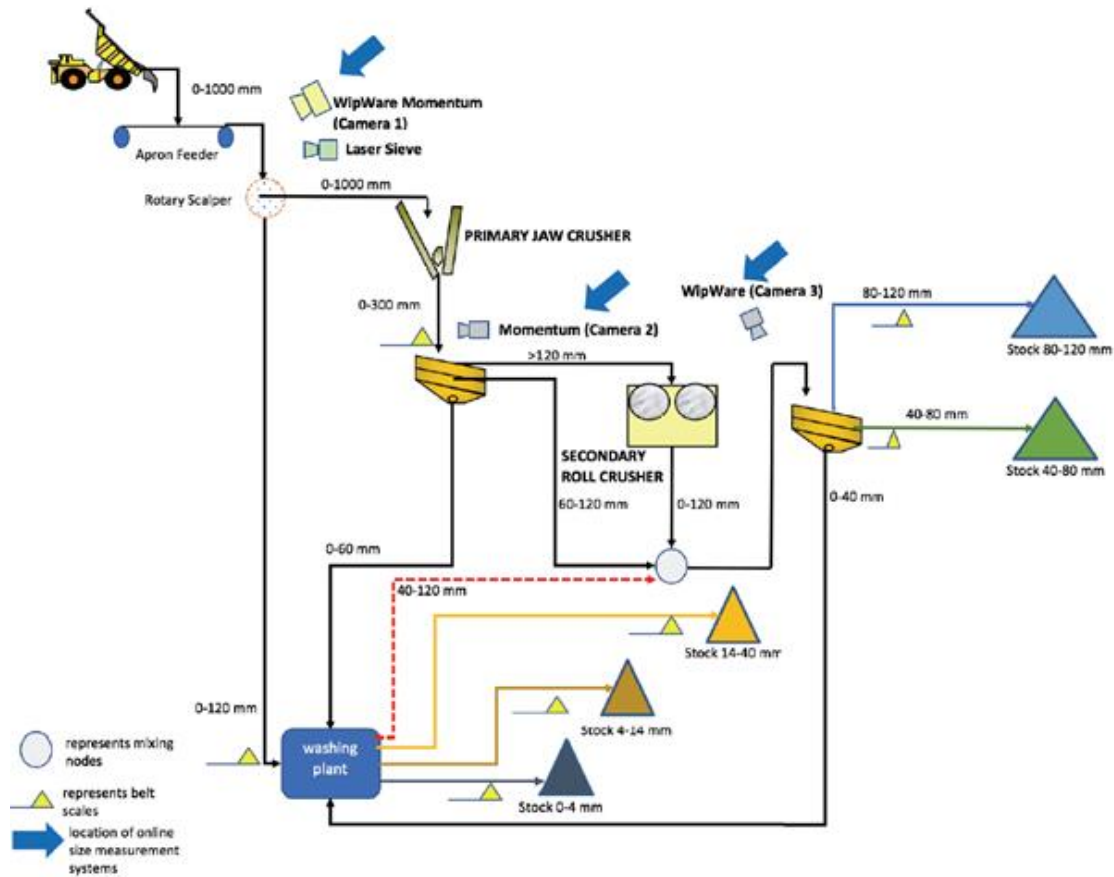 0-1000 mm
WipWare Momentum
(Camera 1)
Apron Feeder
Laser Sieve
0-1000 mm
Rotary Scalper
PRIMARY JAW CRUSHER
WipWare (Camera 3)
80-120 mm
0-300 mm
Momentum (Camera 2)
>120 mm
Stock 80-120 mm
40-80 mm
SECONDARY
ROLL CRUSHER
Stock 40-80 mm
60-120 mm
0-120 mm
0-40 mm
0-60 mm
40-120 mm
Stock 14-40 mm
0-120 mm
Stock 4-14 mm
represents mixing
nodes
washing
plant
represents belt
scales
Stock 0-4 mm
location of online
size measurement
systems